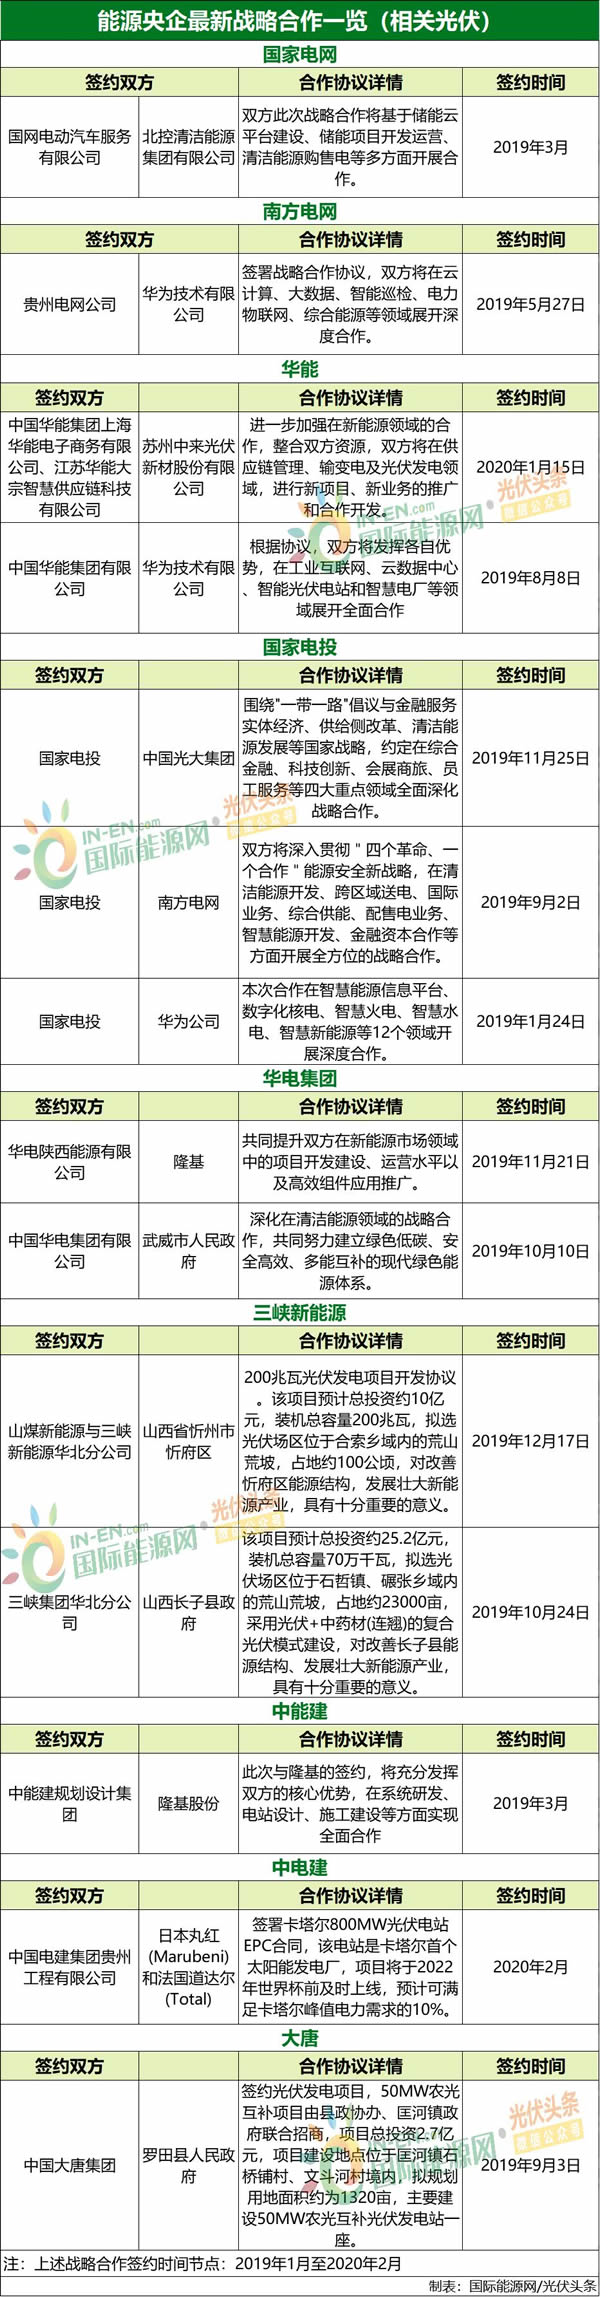 能源央企最新战略合作一览（相关光伏）
国家电网
签约双方 合作协议详情 签约时间
国网电动汽车服务
有限公司
北控清洁能源
集团有限公司
双方此次战略合作将基于储能云
平台建设、储能项目开发运营、
清洁能源购售电等多方面开展合
作。
2019年3月
南方电网
签约双方 合作协议详情 签约时间
贵州电网公司
华为技术有限
公司
签署战略合作协议，双方将在云
计算、大数据、智能巡检、电力
物联网、综合能源等领域展开深
度合作。
2019年5月27日
华能
签约双方 合作协议详情 签约时间
中国华能集团上海
华能电子商务有限
公司、江苏华能大
宗智慧供应链科技
有限公司
苏州中来光伏
新材股份有限
公司
进一步加强在新能源领域的合
作，整合双方资源，双方将在供
应链管理、输变电及光伏发电领
域，进行新项目、新业务的推广
和合作开发。
2020年1月15日
中国华能集团有限
公司
华为技术有限
公司
根据协议，双方将发挥各自优
势，在工业互联网、云数据中心
、智能光伏电站和智慧电厂等领
域展开全面合作
2019年8月8日
IN-EN.com
国际能源网
光伏头条
微信公众号
国家电投
签约双方 合作协议详情 签约时间
国家电投
中国光大集团
围绕"一带一路"倡议与金融服务
实体经济、供给侧改革、清洁能
源发展等国家战略，约定在综合
金融、科技创新、会展商旅、员
工服务等四大重点领域全面深化
战略合作。
2019年11月25日
国家电投
南方电网
双方将深入贯彻＂四个革命、一
个合作＂能源安全新战略，在清
洁能源开发、跨区域送电、国际
业务、综合供能、配售电业务、
智慧能源开发、金融资本合作等
方面开展全方位的战略合作。
2019年9月2日
IN-EN.com
国际能源网
光伏头条
微信公众号
国家电投
华为公司
本次合作在智慧能源信息平台、
数字化核电、智慧火电、智慧水
电、智慧新能源等12个领域开
展深度合作。
2019年1月24日
华电集团
签约双方 合作协议详情 签约时间
华电陕西能源有限
公司
隆基
共同提升双方在新能源市场领域
中的项目开发建设、运营水平以
及高效组件应用推广。
2019年11月21日
中国华电集团有限
公司
武威市人民政
府
深化在清洁能源领域的战略合
作，共同努力建立绿色低碳、安
全高效、多能互补的现代绿色能
源体系。
2019年10月10日
三峡新能源
签约双方 合作协议详情 签约时间
山煤新能源与三峡
新能源华北分公司
山西省忻州市
忻府区
200兆瓦光伏发电项目开发协议
。该项目预计总投资约10亿
元，装机总容量200兆瓦，拟选
光伏场区位于合索乡域内的荒山
荒坡，占地约100公顷，对改善
忻府区能源结构，发展壮大新能
源产业，具有十分重要的意义。
2019年12月17日
IN-EN.com
国际能源网
光伏头条
微信公众号
三峡集团华北分公
司
山西长子县政
府
该项目预计总投资约25.2亿元，
装机总容量70万千瓦，拟选光
伏场区位于石哲镇、碾张乡域内
的荒山荒坡，占地约23000亩，
采用光伏+中药材(连翘)的复合
光伏模式建设，对改善长子县能
源结构、发展壮大新能源产业，
具有十分重要的意义。
2019年10月24日
中能建
签约双方 合作协议详情 签约时间
中能建规划设计集
团
隆基股份
此次与隆基的签约，将充分发挥
双方的核心优势，在系统研发、
电站设计、施工建设等方面实现
全面合作
2019年3月
中电建
签约双方 合作协议详情 签约时间
中国电建集团贵州
工程有限公司
日本丸红
(Marubeni)
和法国道达尔
(Total)
签署卡塔尔800MW光伏电站
EPC合同，该电站是卡塔尔首个
太阳能发电厂，项目将于2022
年世界杯前及时上线，预计可满
足卡塔尔峰值电力需求的10%。
2020年2月
大唐
签约双方 合作协议详情 签约时间
中国大唐集团
罗田县人民政
府
签约光伏发电项目，50MW农光
互补项目由县政协办、匡河镇政
府联合招商，项目总投资2.7亿
元，项目建设地点位于匡河镇石
桥铺村、文斗河村境内，拟规划
用地面积约为1320亩，主要建
设50MW农光互补光伏发电站一
座。
2019年9月3日
IN-EN.com
国际能源网
光伏头条
微信公众号
注：上述战略合作签约时间节点：2019年1月至2020年2月
制表：国际能源网/光伏头条